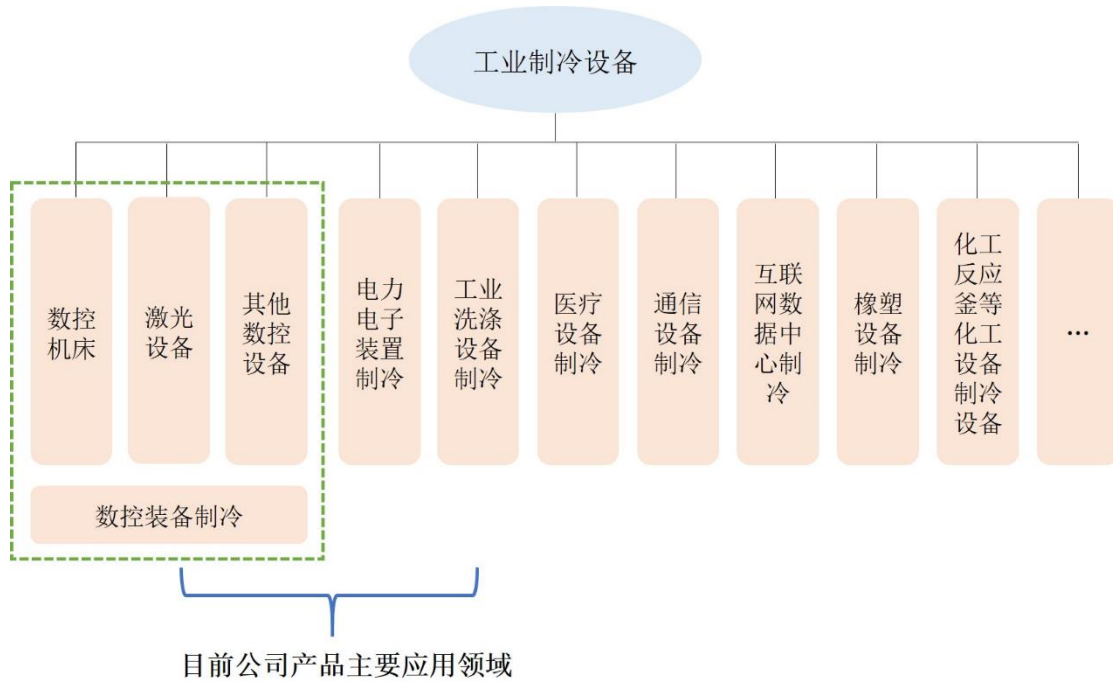 工业制冷设备
数控
机床
激光
设备
其他
数控
设备
电力
电子
装置
制冷
工业
洗涤
设备
制冷
医疗
设备
制冷
通信
设备
制冷
互联
网数
据中
心制
冷
橡塑
设备
制冷
化工
反应
釜等
化工
设备
制冷
设备
...
数控装备制冷
目前公司产品主要应用领域